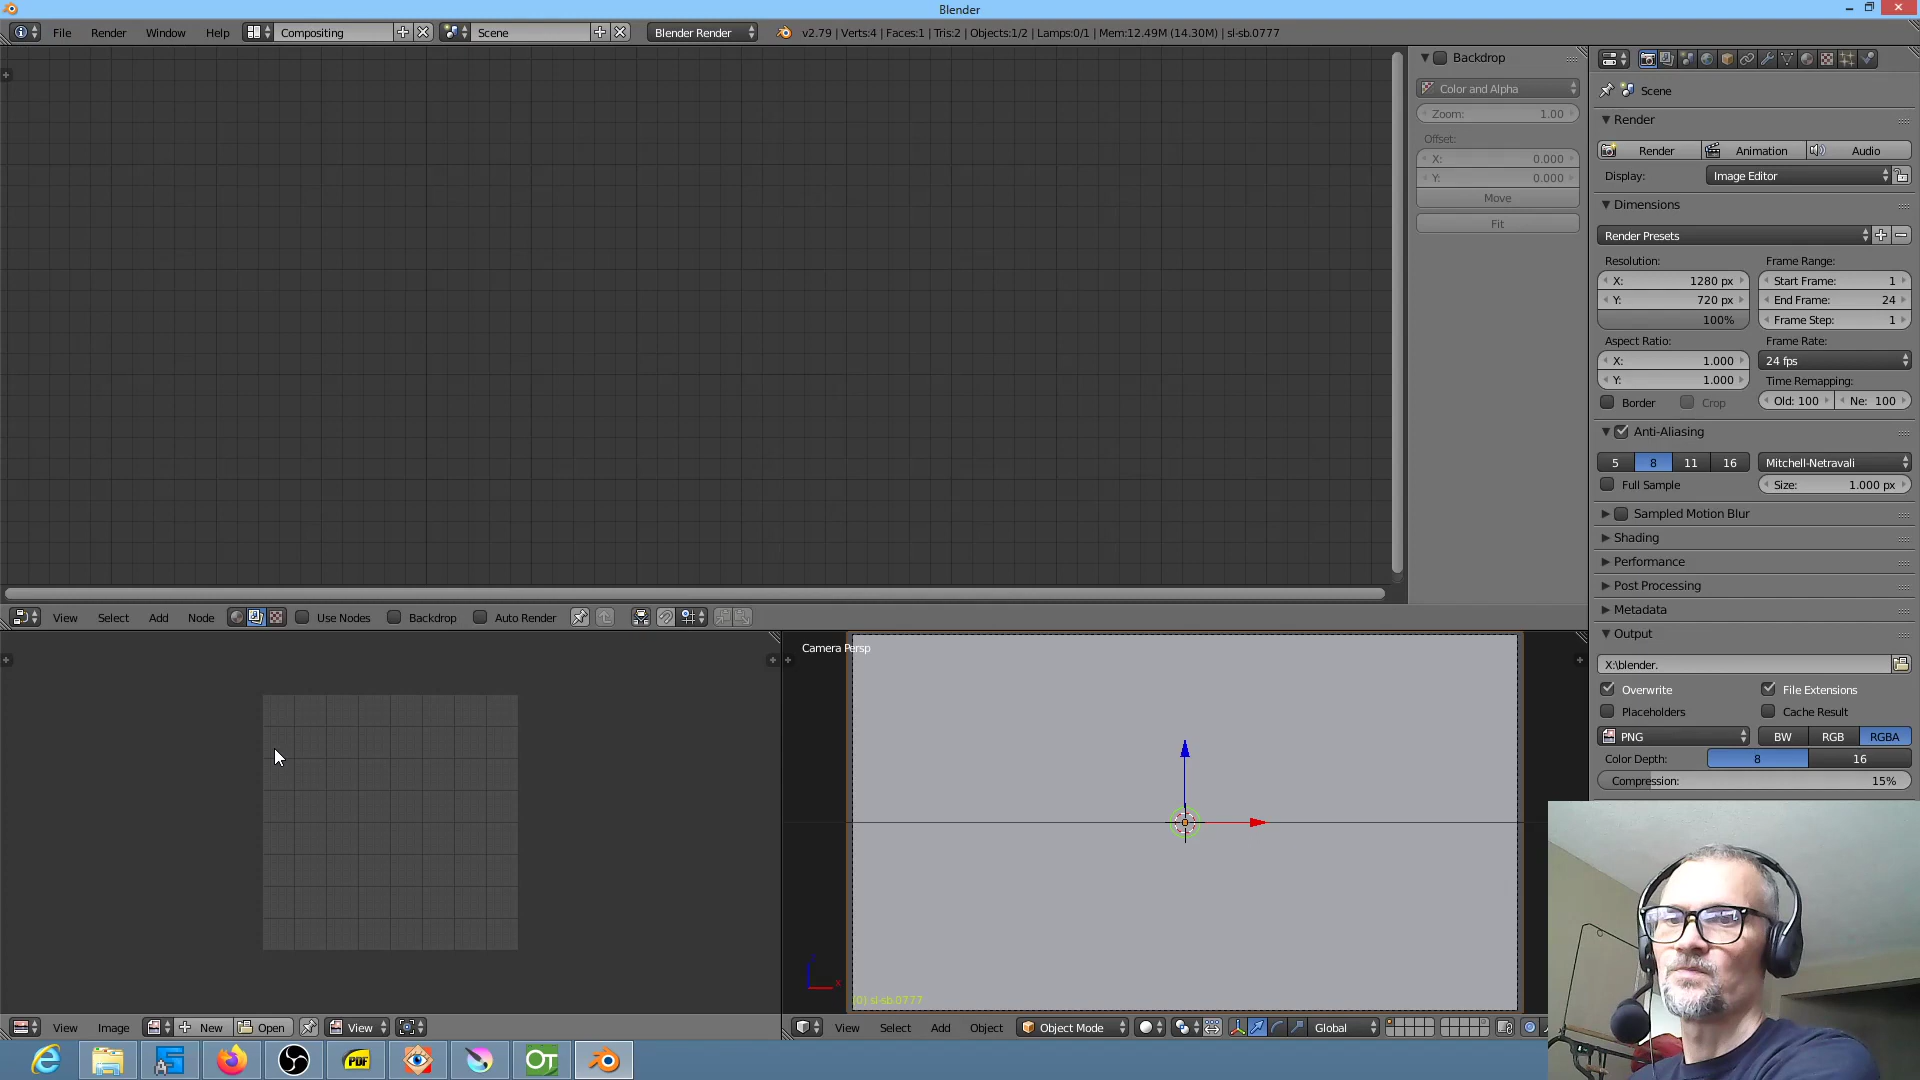 Blender
File Render Window Help Compositing Scene Blender Render v2.79 | Verts:4 | Faces:1 | Tris:2 | Objects:1/2 | Lamps:0/1 | Mem:12.49M (14.30M) | sl-sb.0777
Backdrop
Color and Alpha
Zoom: 1.00
Offset:
X: 0.000
Y: 0.000
Move
Fit
Scene
Render
Render Animation Audio
Display: Image Editor
Dimensions
Render Presets
Resolution: Frame Range:
X: 1280 px Start Frame: 1
Y: 720 px End Frame: 24
100% Frame Step: 1
Aspect Ratio: Frame Rate:
X: 1.000 24 fps
Y: 1.000 Time Remapping:
Old: 100 Ne: 100
Border Crop
Anti-Aliasing
5 8 11 16 Mitchell-Netravali
Full Sample Size: 1.000 px
Sampled Motion Blur
Shading
Performance
Post Processing
Metadata
Output
X:\blender.
Overwrite File Extensions
Placeholders Cache Result
PNG BW RGB RGBA
Color Depth: 8 16
Compression: 15%
View Select Add Node Use Nodes Backdrop Auto Render
Camera Persp
x
(0) sl-sb.0777
View Image New Open View
View Select Add Object Object Mode Global
PDF OT